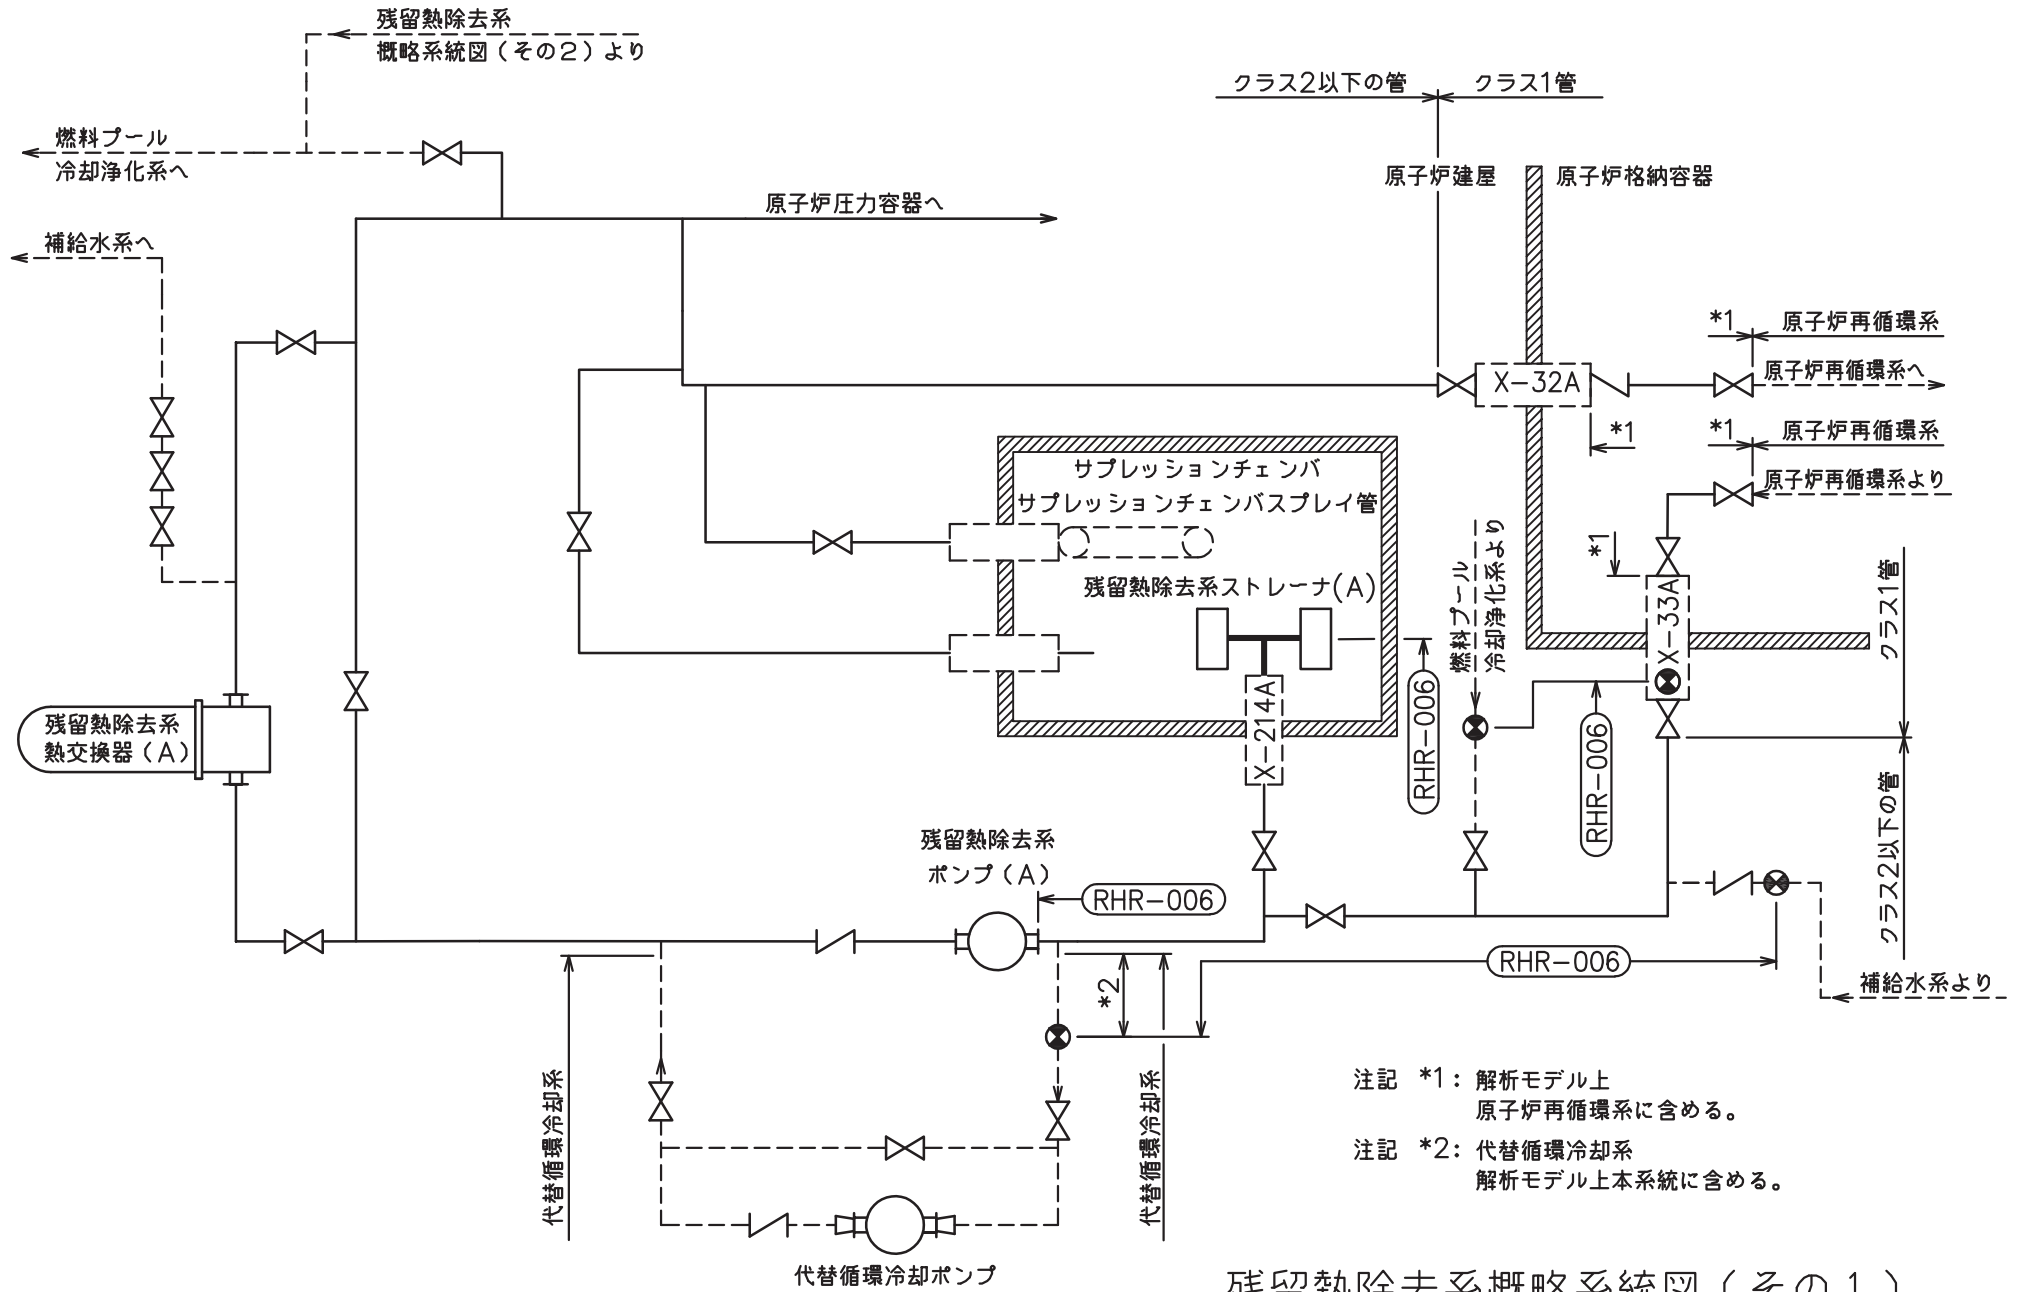 残留熱除去系
概略系統図（その２）より
クラス2以下の管
クラス1管
燃料プール
冷却浄化系へ
原子炉建屋
原子炉格納容器
原子炉圧力容器へ
補給水系へ
*1
原子炉再循環系
原子炉再循環系へ
X-32A
*1
*1
原子炉再循環系
原子炉再循環系より
サプレッションチェンバ
サプレッションチェンバスプレイ管
燃料プール
冷却浄化系より
*1
クラス1管
残留熱除去系ストレーナ(A)
X-33A
X-214A
RHR-006
RHR-006
残留熱除去系
熱交換器（A）
クラス2以下の管
残留熱除去系
ポンプ（A）
RHR-006
RHR-006
補給水系より
*2
代替循環冷却系
代替循環冷却系
注記　*1：解析モデル上
原子炉再循環系に含める。
注記　*2：代替循環冷却系
解析モデル上本系統に含める。
代替循環冷却ポンプ
残留熱除去系概略系統図（その１）